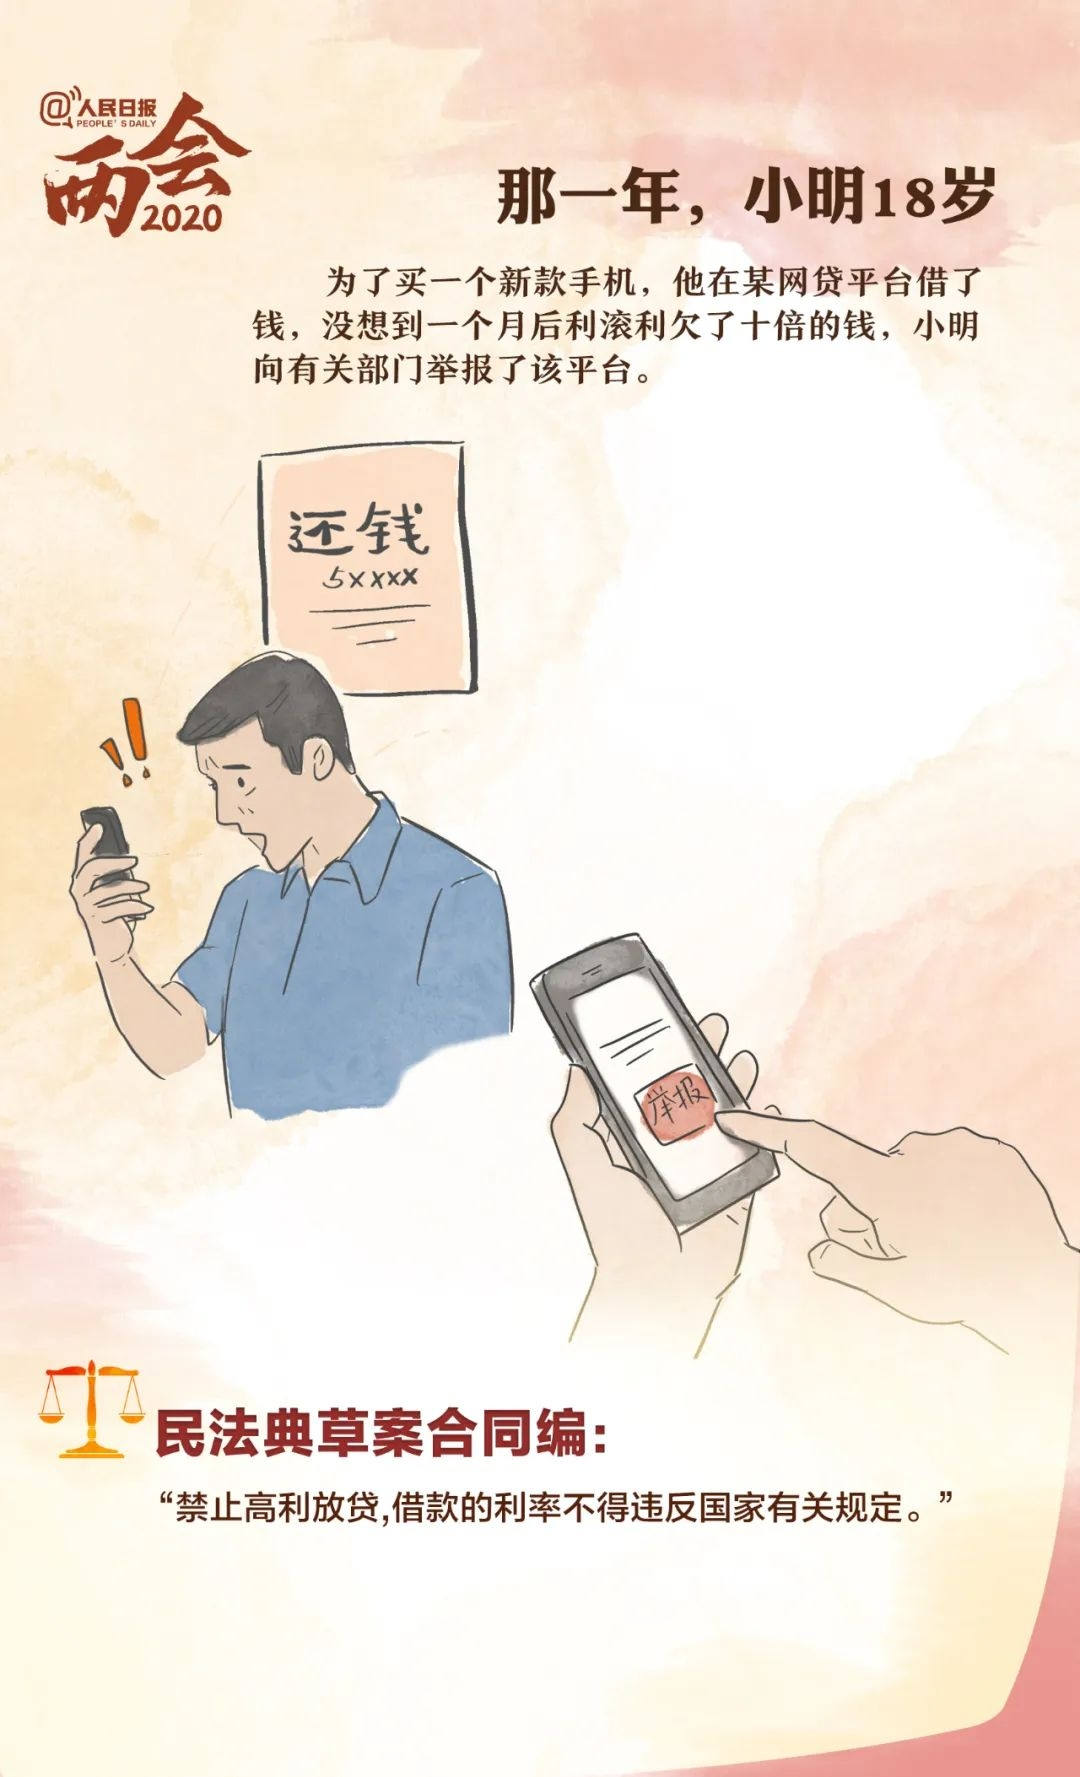 @人民日报
PEOPLE'S DAILY
两会
2020
那一年，小明18岁
为了买一个新款手机，他在某网贷平台借了
钱，没想到一个月后利滚利欠了十倍的钱，小明
向有关部门举报了该平台。
还钱
5xxxx
举报
民法典草案合同编：
“禁止高利放贷,借款的利率不得违反国家有关规定。”